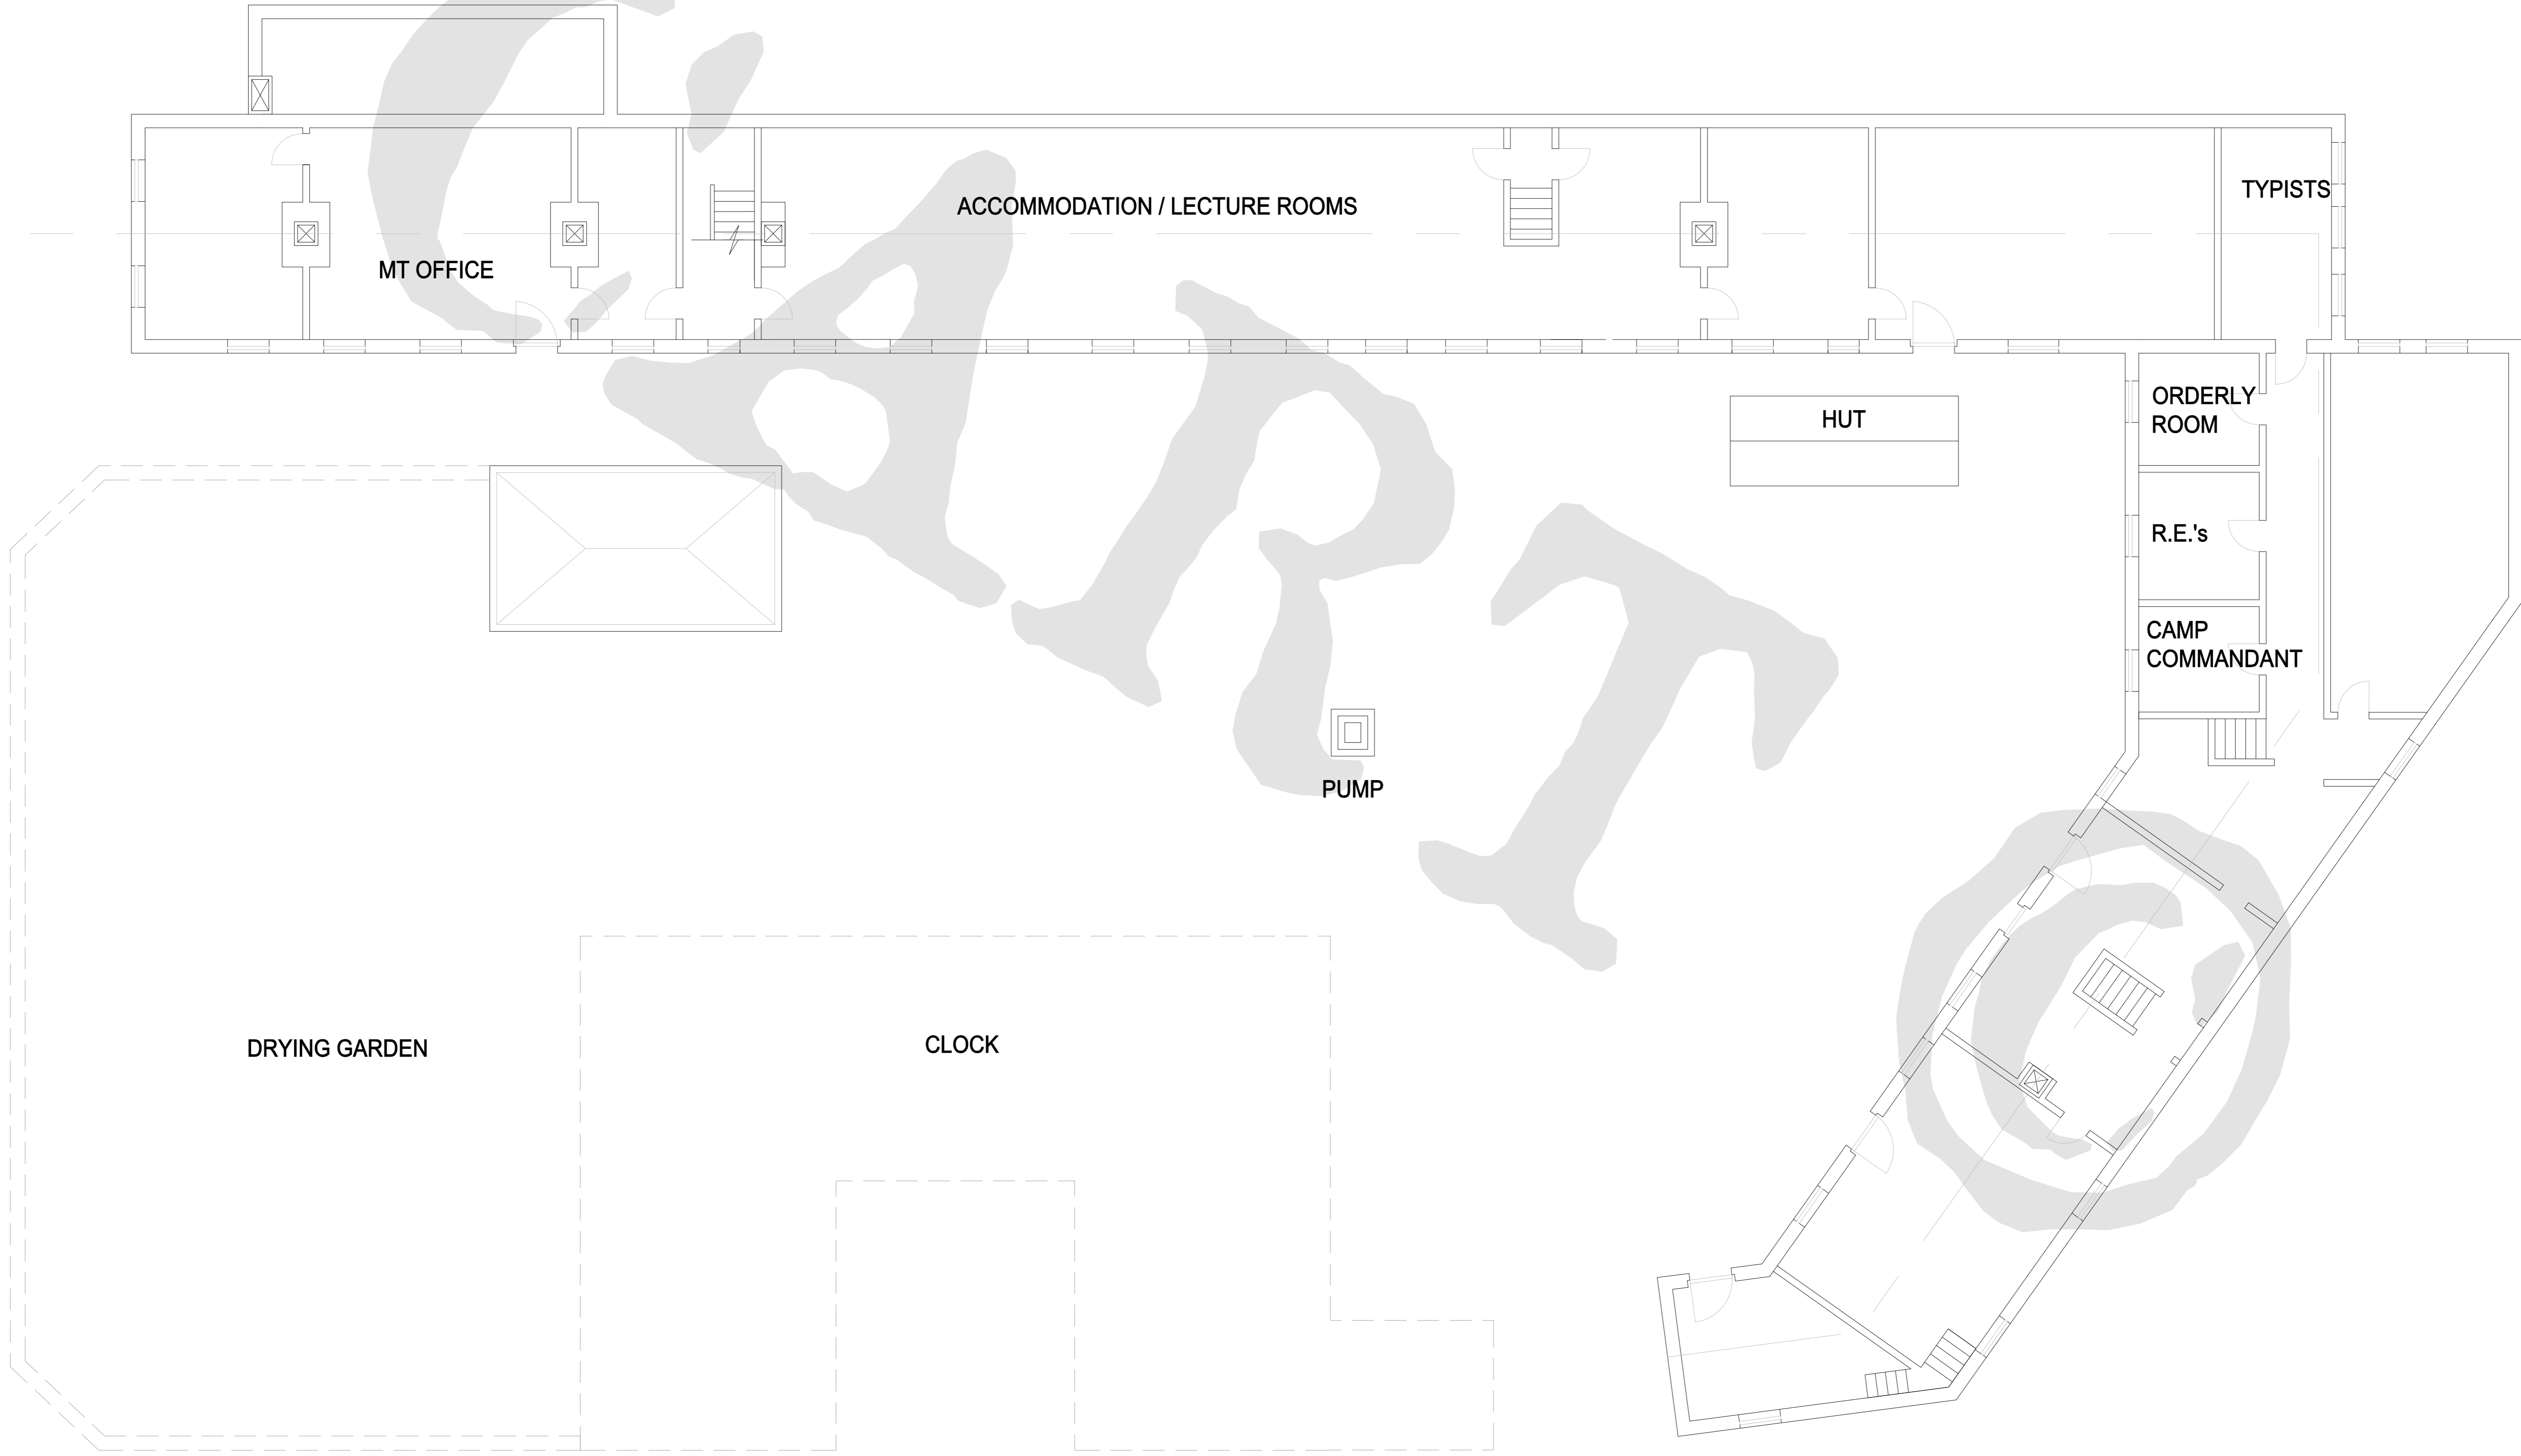 TYPISTS
ACCOMMODATION / LECTURE ROOMS
MT OFFICE
ORDERLY
ROOM
HUT
R.E.'s
CAMP
COMMANDANT
PUMP
DRYING GARDEN
CLOCK
CART ©